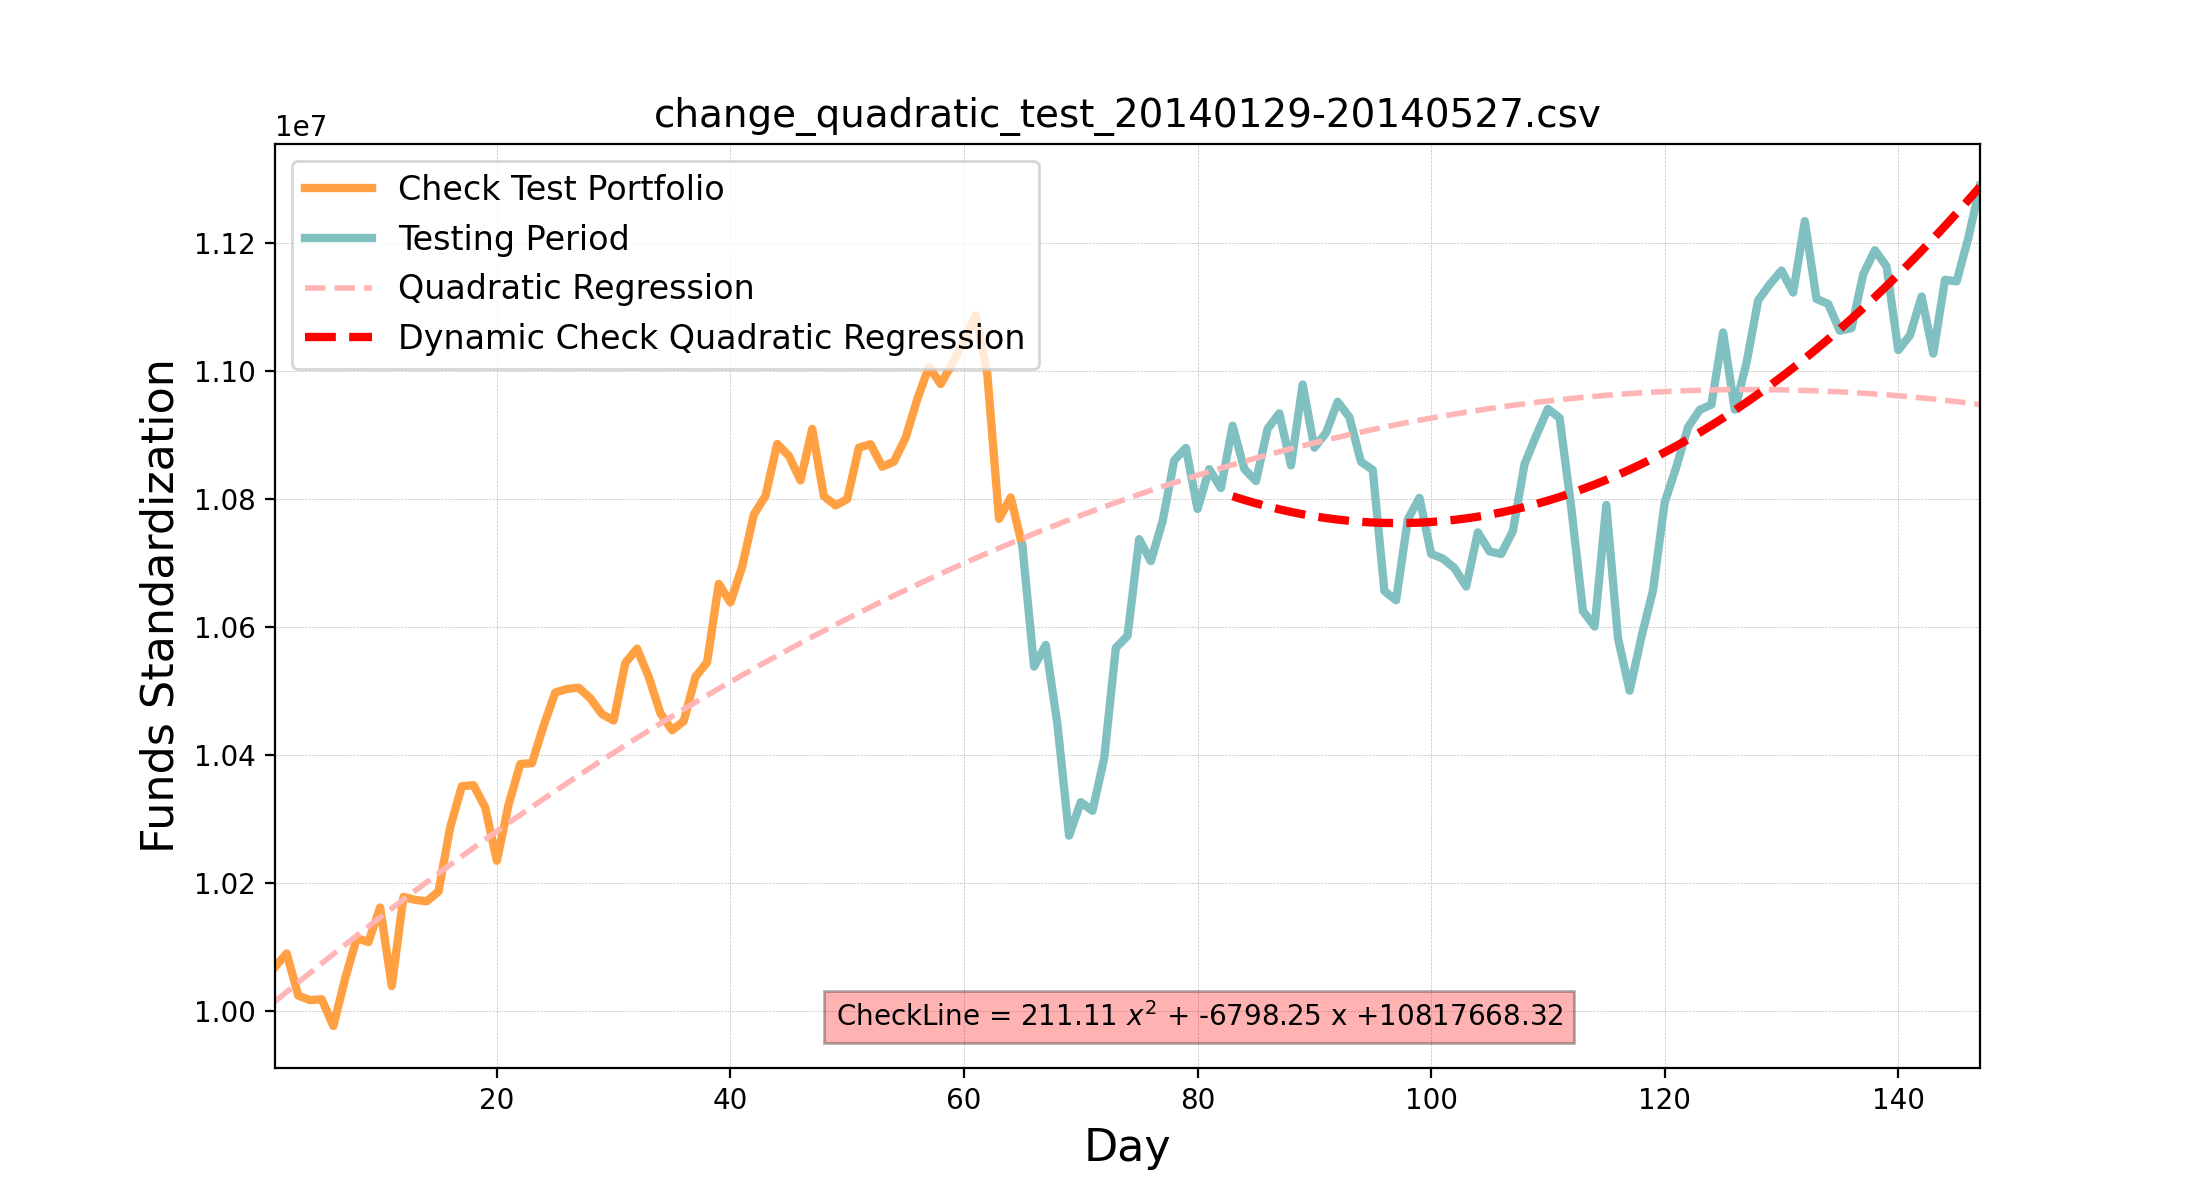 change_quadratic_test_20140129-20140527.csv
1e7
Check Test Portfolio
Testing Period
Quadratic Regression
Dynamic Check Quadratic Regression
1.12
1.10
1.08
1.06
1.04
1.02
1.00
Funds Standardization
CheckLine = 211.11 x² + -6798.25 x +10817668.32
20 40 60 80 100 120 140
Day